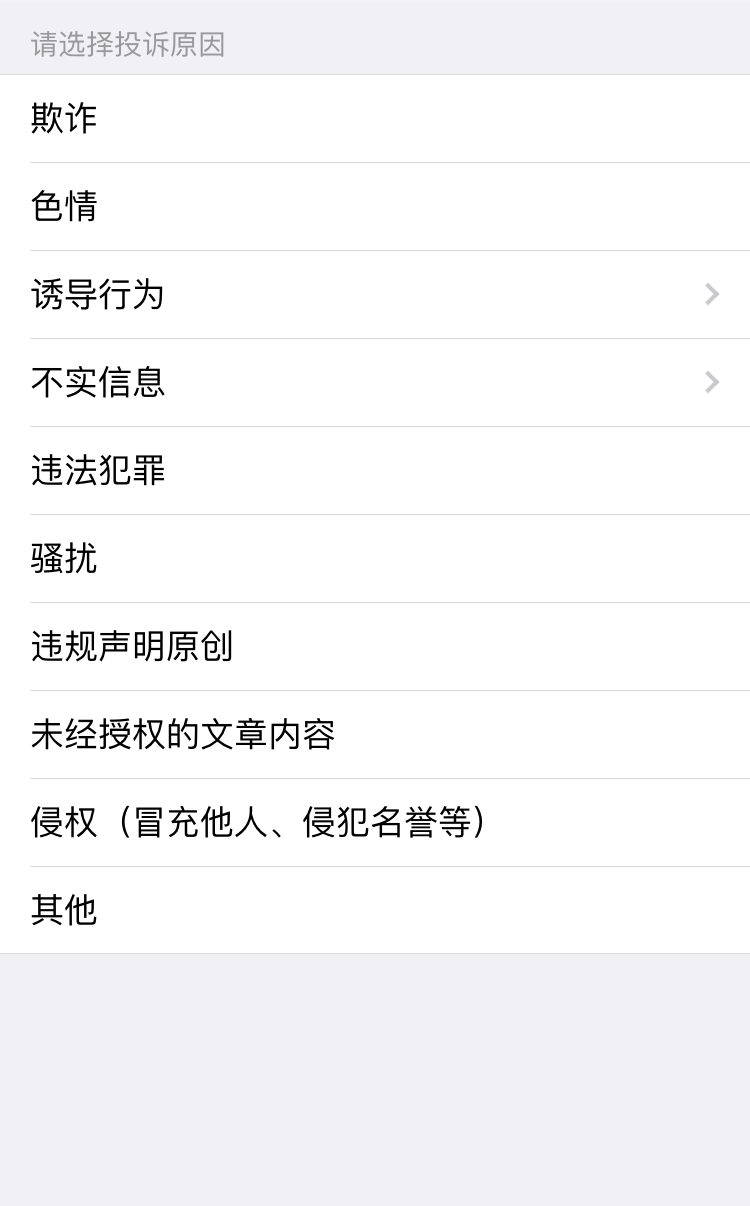 请选择投诉原因
欺诈
色情
诱导行为
不实信息
违法犯罪
骚扰
违规声明原创
未经授权的文章内容
侵权（冒充他人、侵犯名誉等）
其他